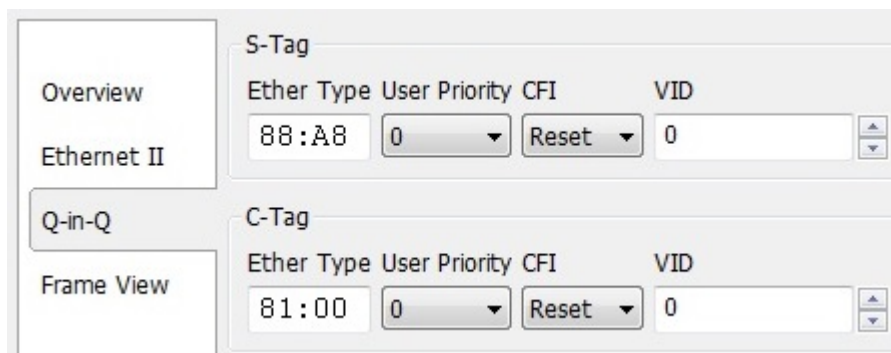 Overview
Ethernet II
Q-in-Q
Frame View
S-Tag
Ether Type User Priority CFI VID
88:A8 0 Reset 0
C-Tag
Ether Type User Priority CFI VID
81:00 0 Reset 0